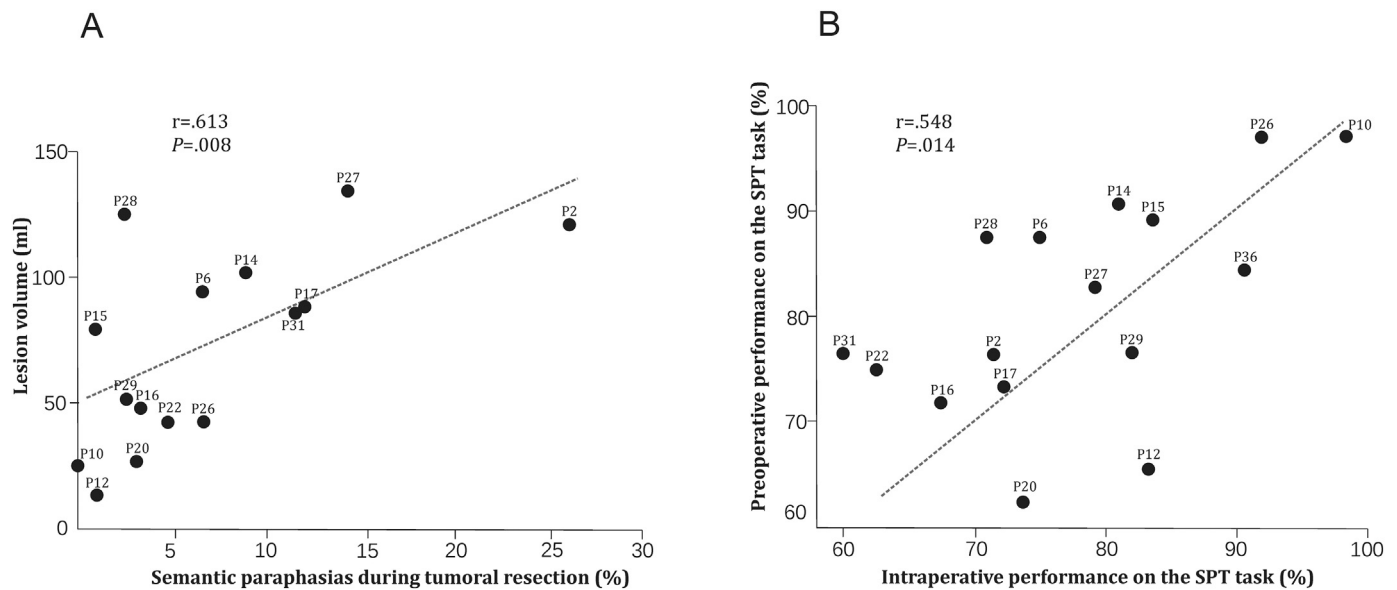 A
r=.613
P=.008
Lesion volume (ml)
150
100
50
0
P27
P28
P2
P14
P6
P17
P31
P15
P29
P16
P22
P26
P10
P20
P12
5 10 15 20 25 30
Semantic paraphasias during tumoral resection (%)
B
r=.548
P=.014
Preoperative performance on the SPT task (%)
100
90
80
70
60
P26
P10
P14
P15
P28
P6
P36
P27
P31
P2
P29
P22
P17
P16
P12
P20
60 70 80 90 100
Intraperative performance on the SPT task (%)